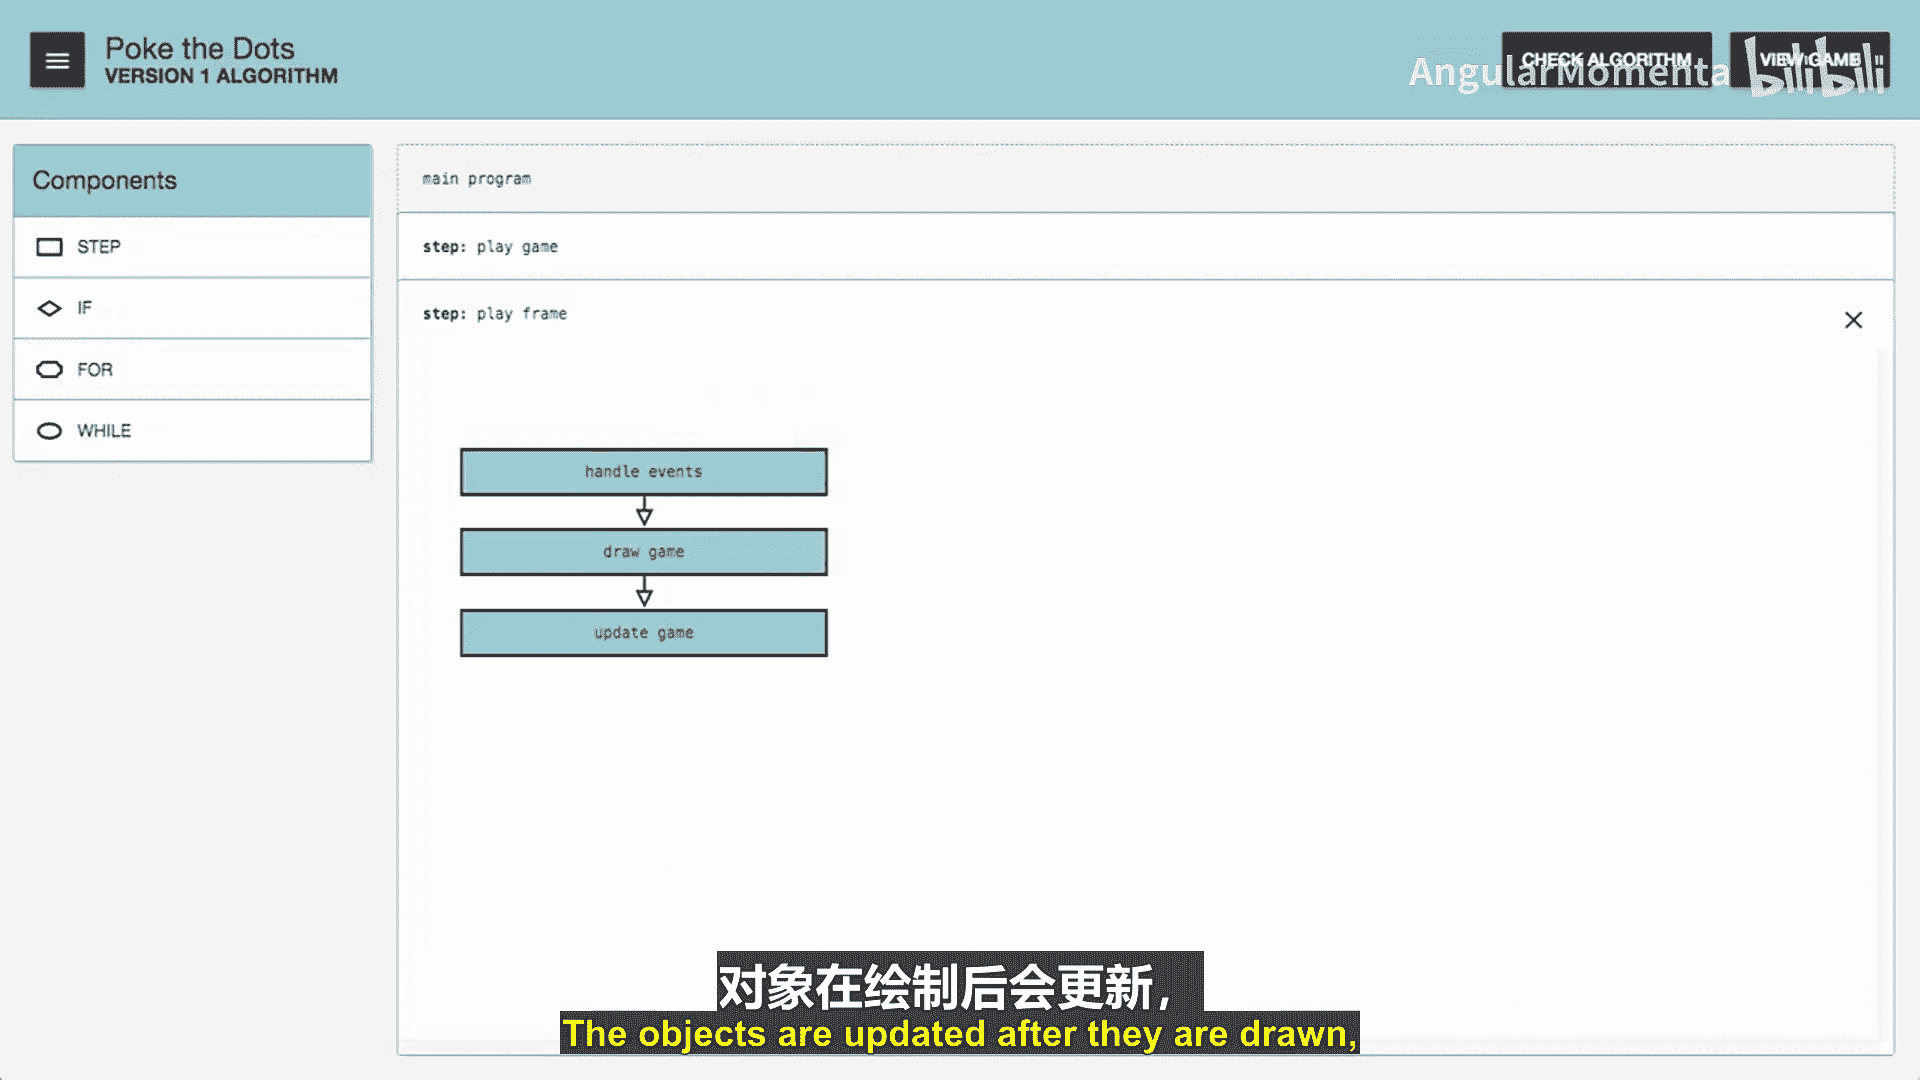 Poke the Dots
VERSION 1 ALGORITHM
CHECK ALGORITHM
VIEW GAME
AngularMomenta
bilibili
Components
STEP
IF
FOR
WHILE
main program
step: play game
step: play frame
handle events
draw game
update game
对象在绘制后会更新，
The objects are updated after they are drawn,